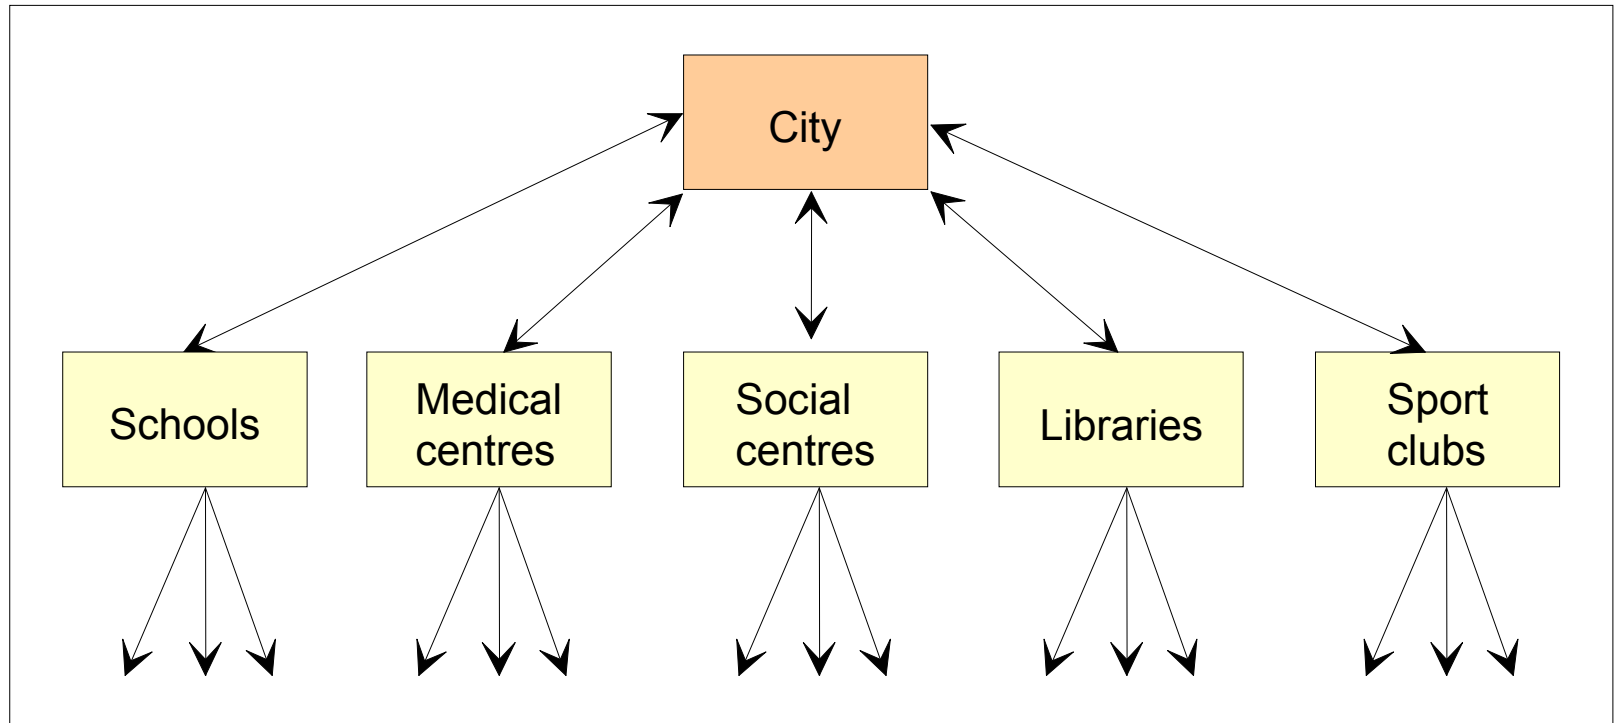 City
Schools
Medical
centres
Social
centres
Libraries
Sport
clubs